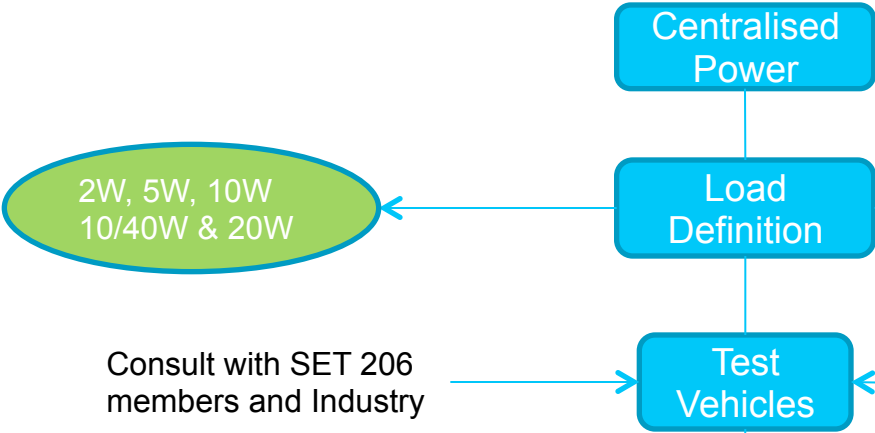 Centralised
Power
2W, 5W, 10W
10/40W & 20W
Load
Definition
Consult with SET 206
members and Industry
Test
Vehicles